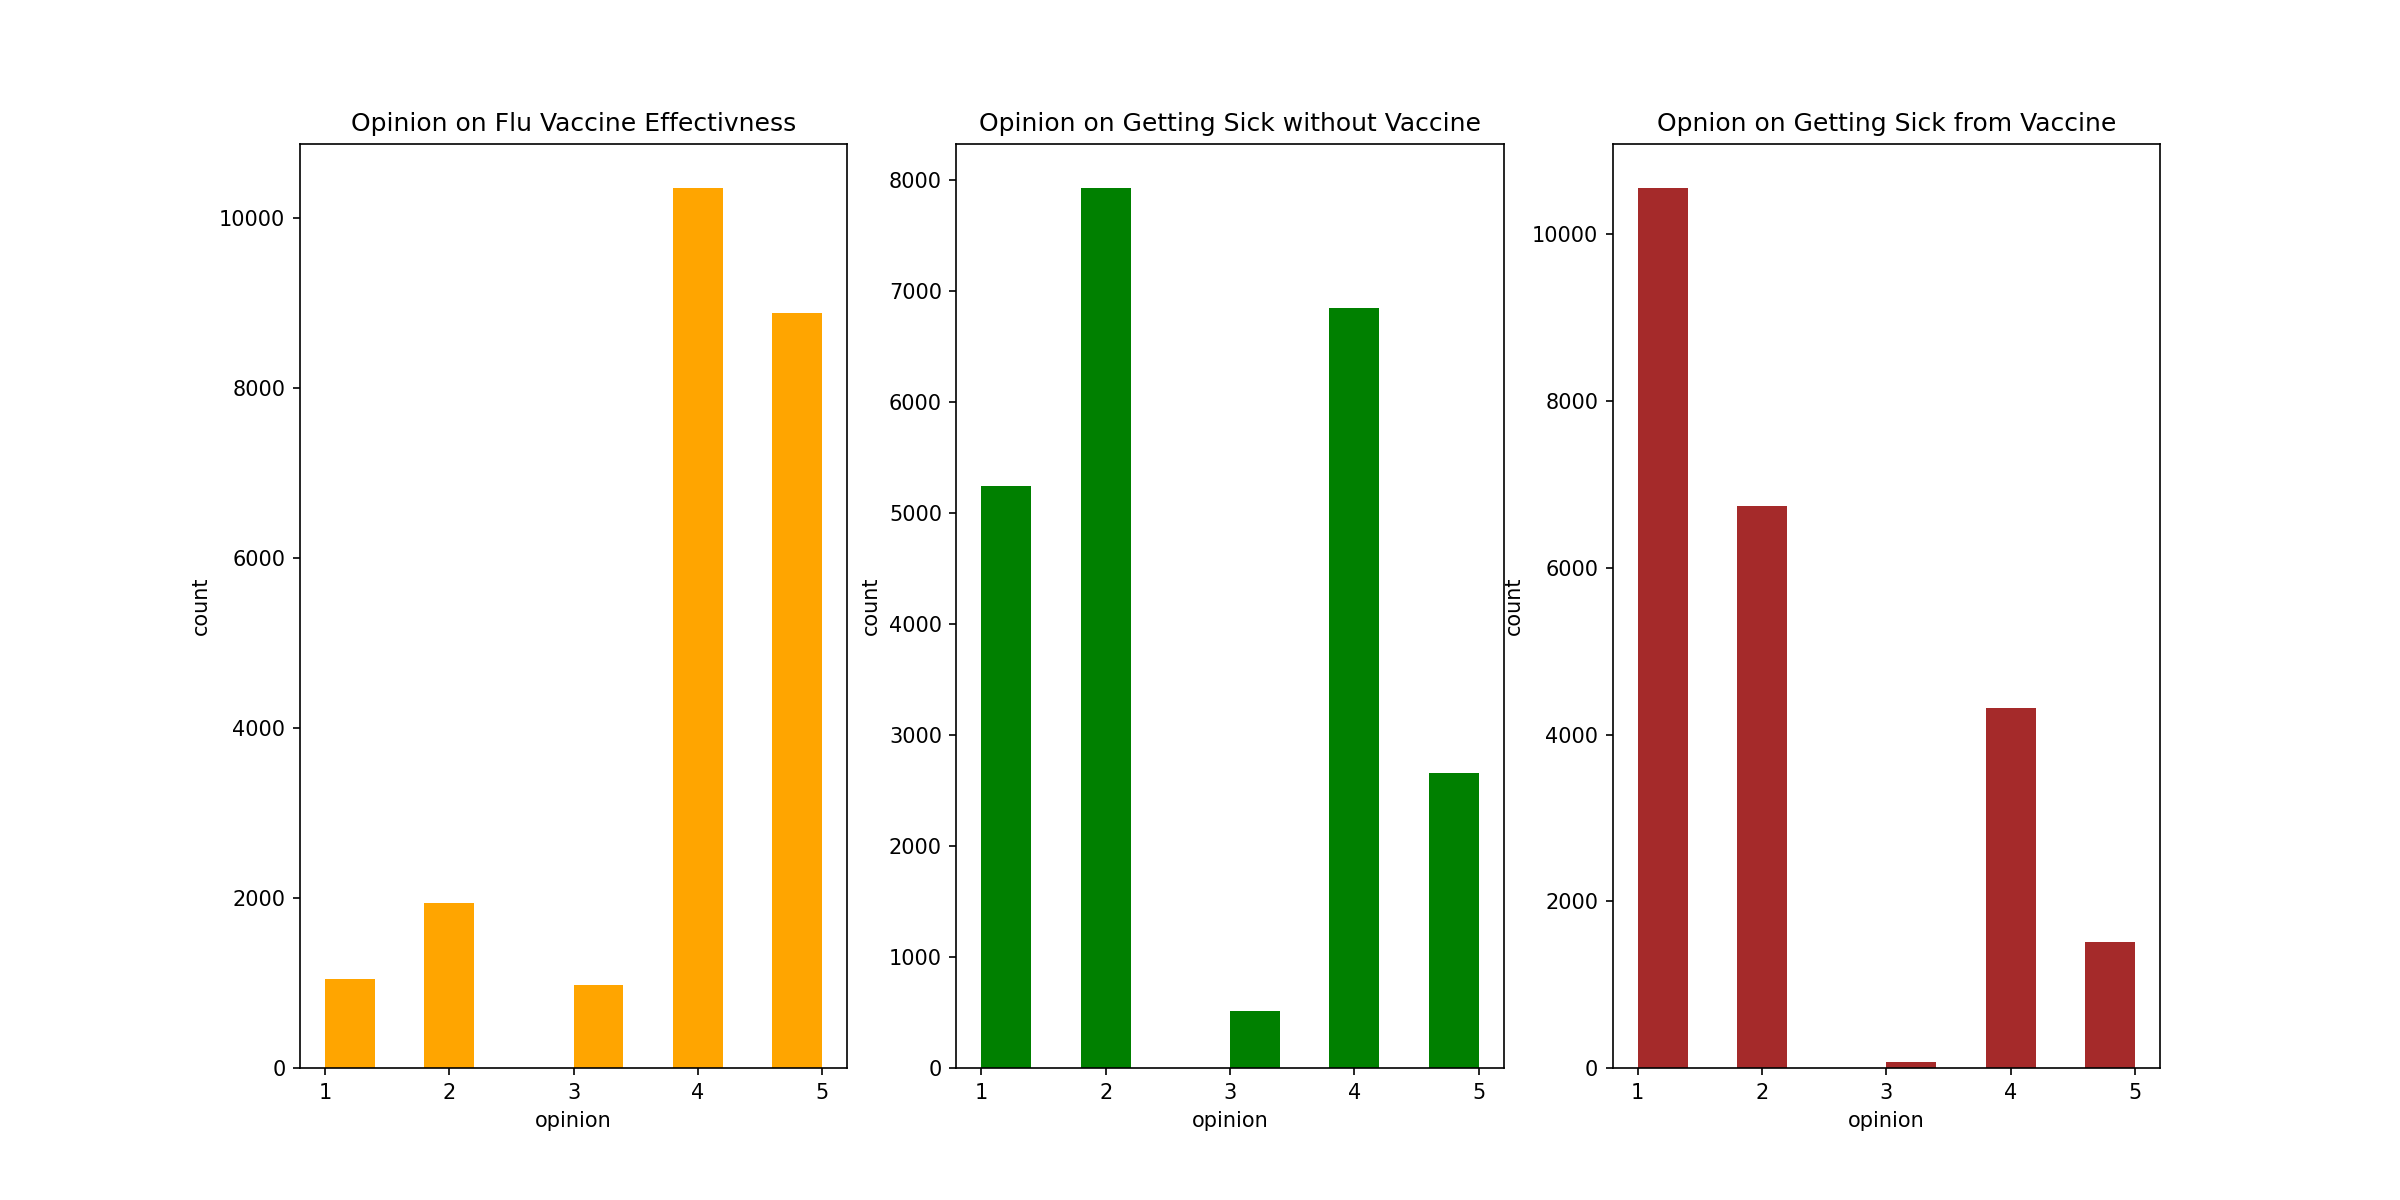 Opinion on Flu Vaccine Effectivness
10000
8000
6000
4000
2000
0
count
1 2 3 4 5
opinion
Opinion on Getting Sick without Vaccine
8000
7000
6000
5000
4000
3000
2000
1000
0
count
1 2 3 4 5
opinion
Opnion on Getting Sick from Vaccine
10000
8000
6000
4000
2000
0
count
1 2 3 4 5
opinion